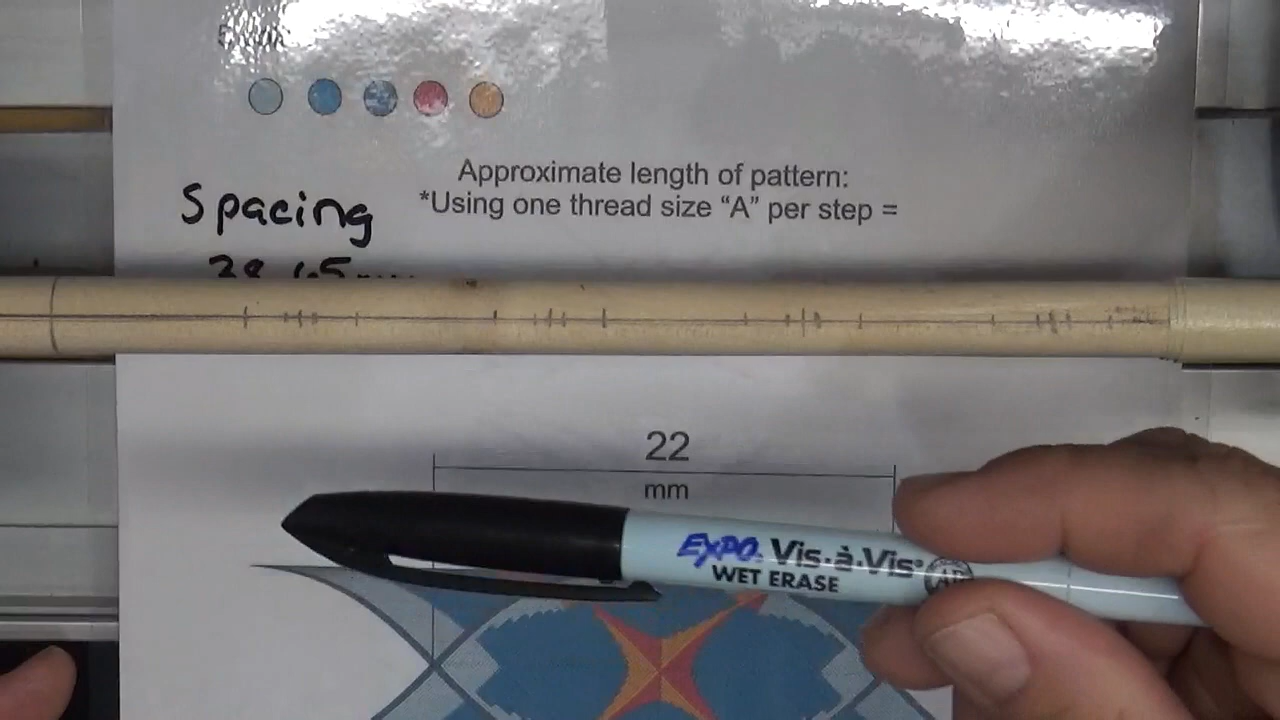 Approximate length of pattern:
*Using one thread size “A” per step =
Spacing
22
mm
EXPO. Vis·à·Vis®
WET ERASE